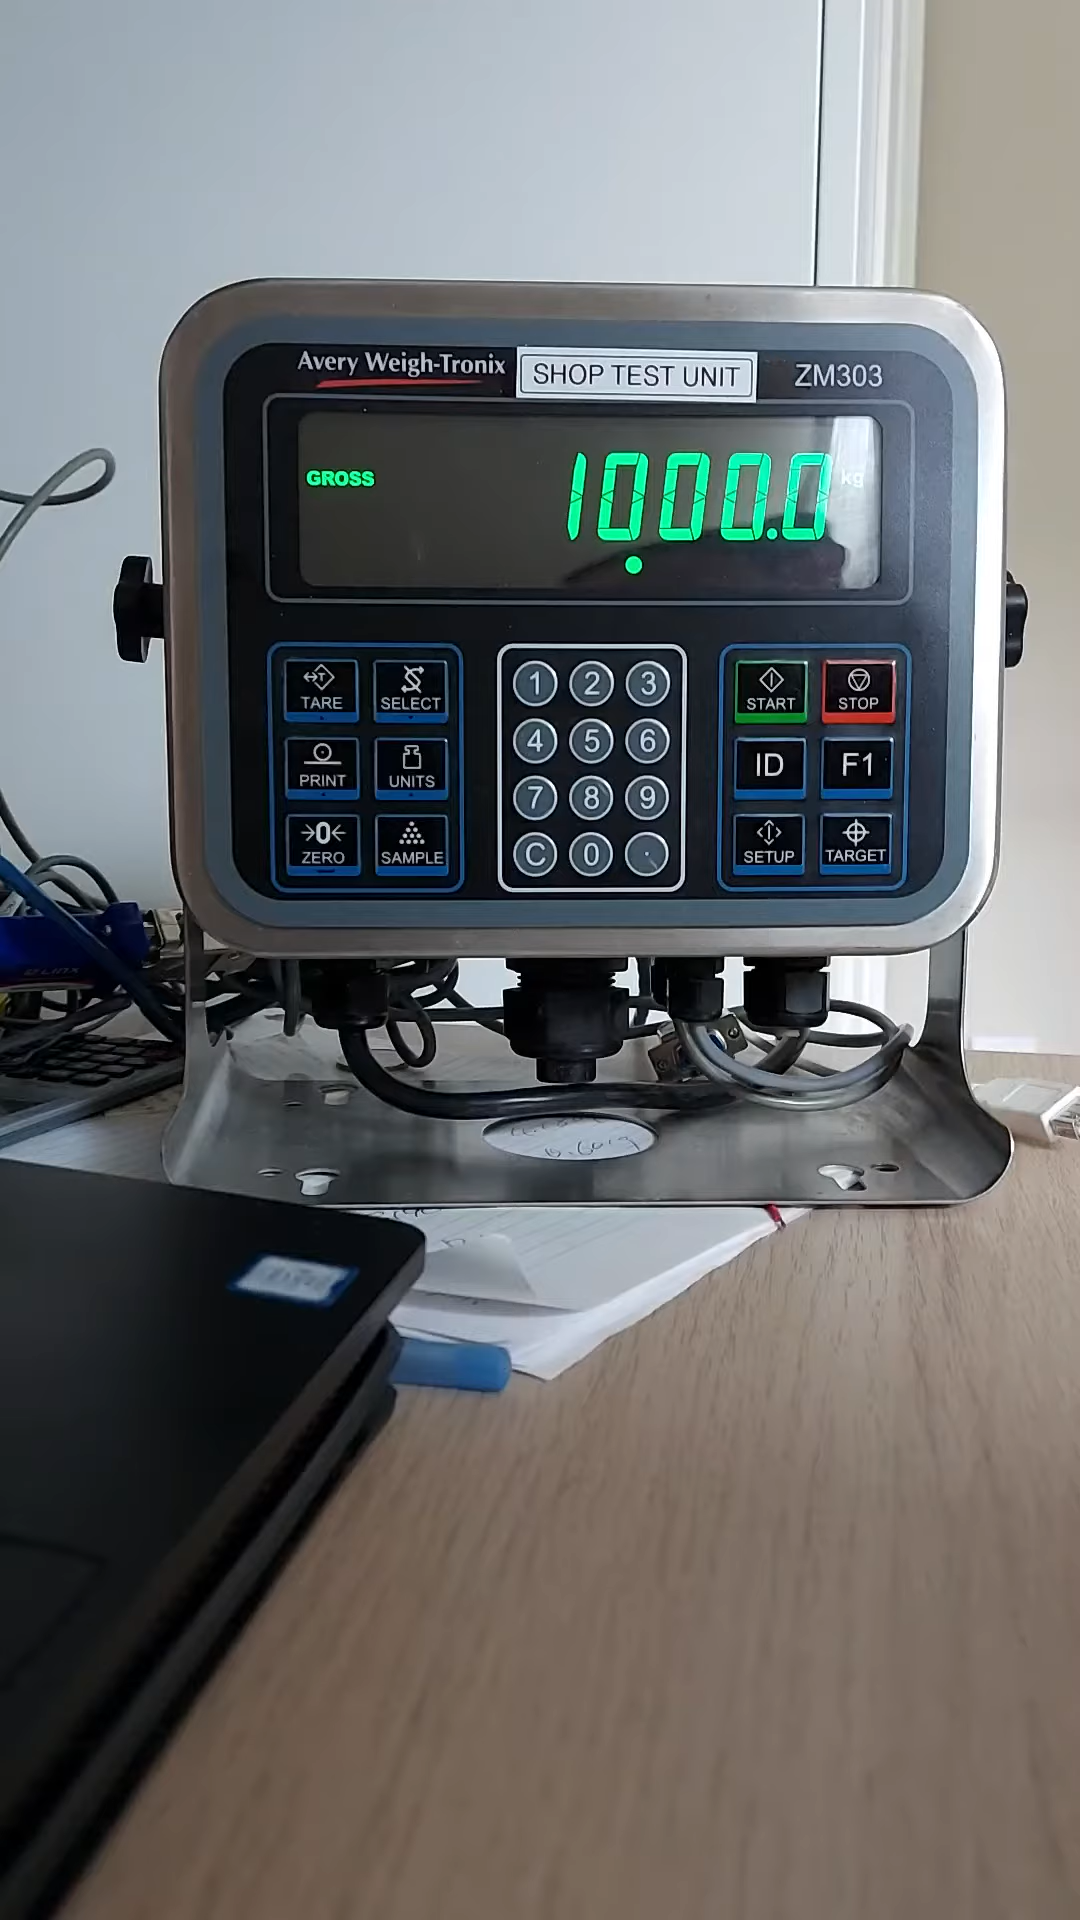 Avery Weigh-Tronix
SHOP TEST UNIT
ZM303
GROSS
1000.0
kg
TARE
SELECT
1 2 3
START
STOP
PRINT
UNITS
4 5 6
ID
F1
→0← ZERO
SAMPLE
7 8 9
SETUP
TARGET
C 0 .